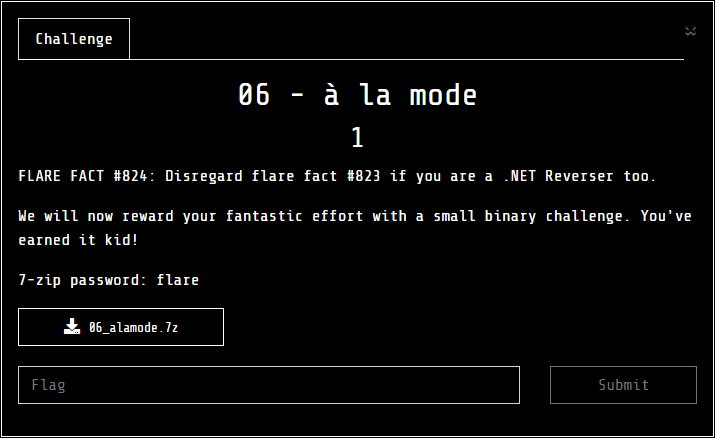 Challenge
06 - à la mode
1
FLARE FACT #824: Disregard flare fact #823 if you are a .NET Reverser too.
We will now reward your fantastic effort with a small binary challenge. You've
earned it kid!
7-zip password: flare
06_alamode.7z
Flag
Submit